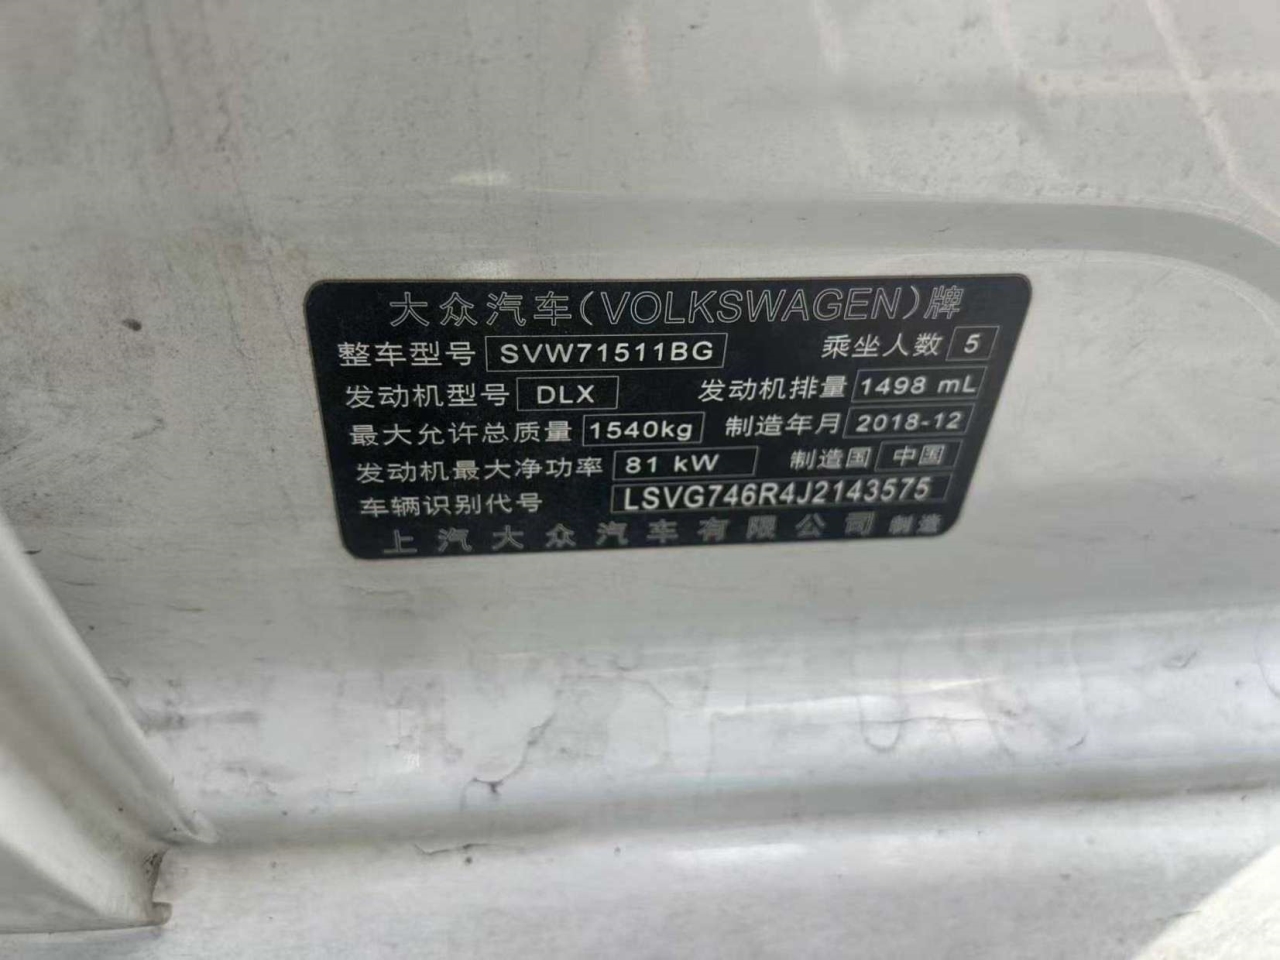 大众汽车(VOLKSWAGEN)牌
整车型号 SVW71511BG 乘坐人数 5
发动机型号 DLX 发动机排量 1498 mL
最大允许总质量 1540kg 制造年月 2018-12
发动机最大净功率 81 kW 制造国 中国
车辆识别代号 LSVG746R4J2143575
上汽大众汽车有限公司 制造